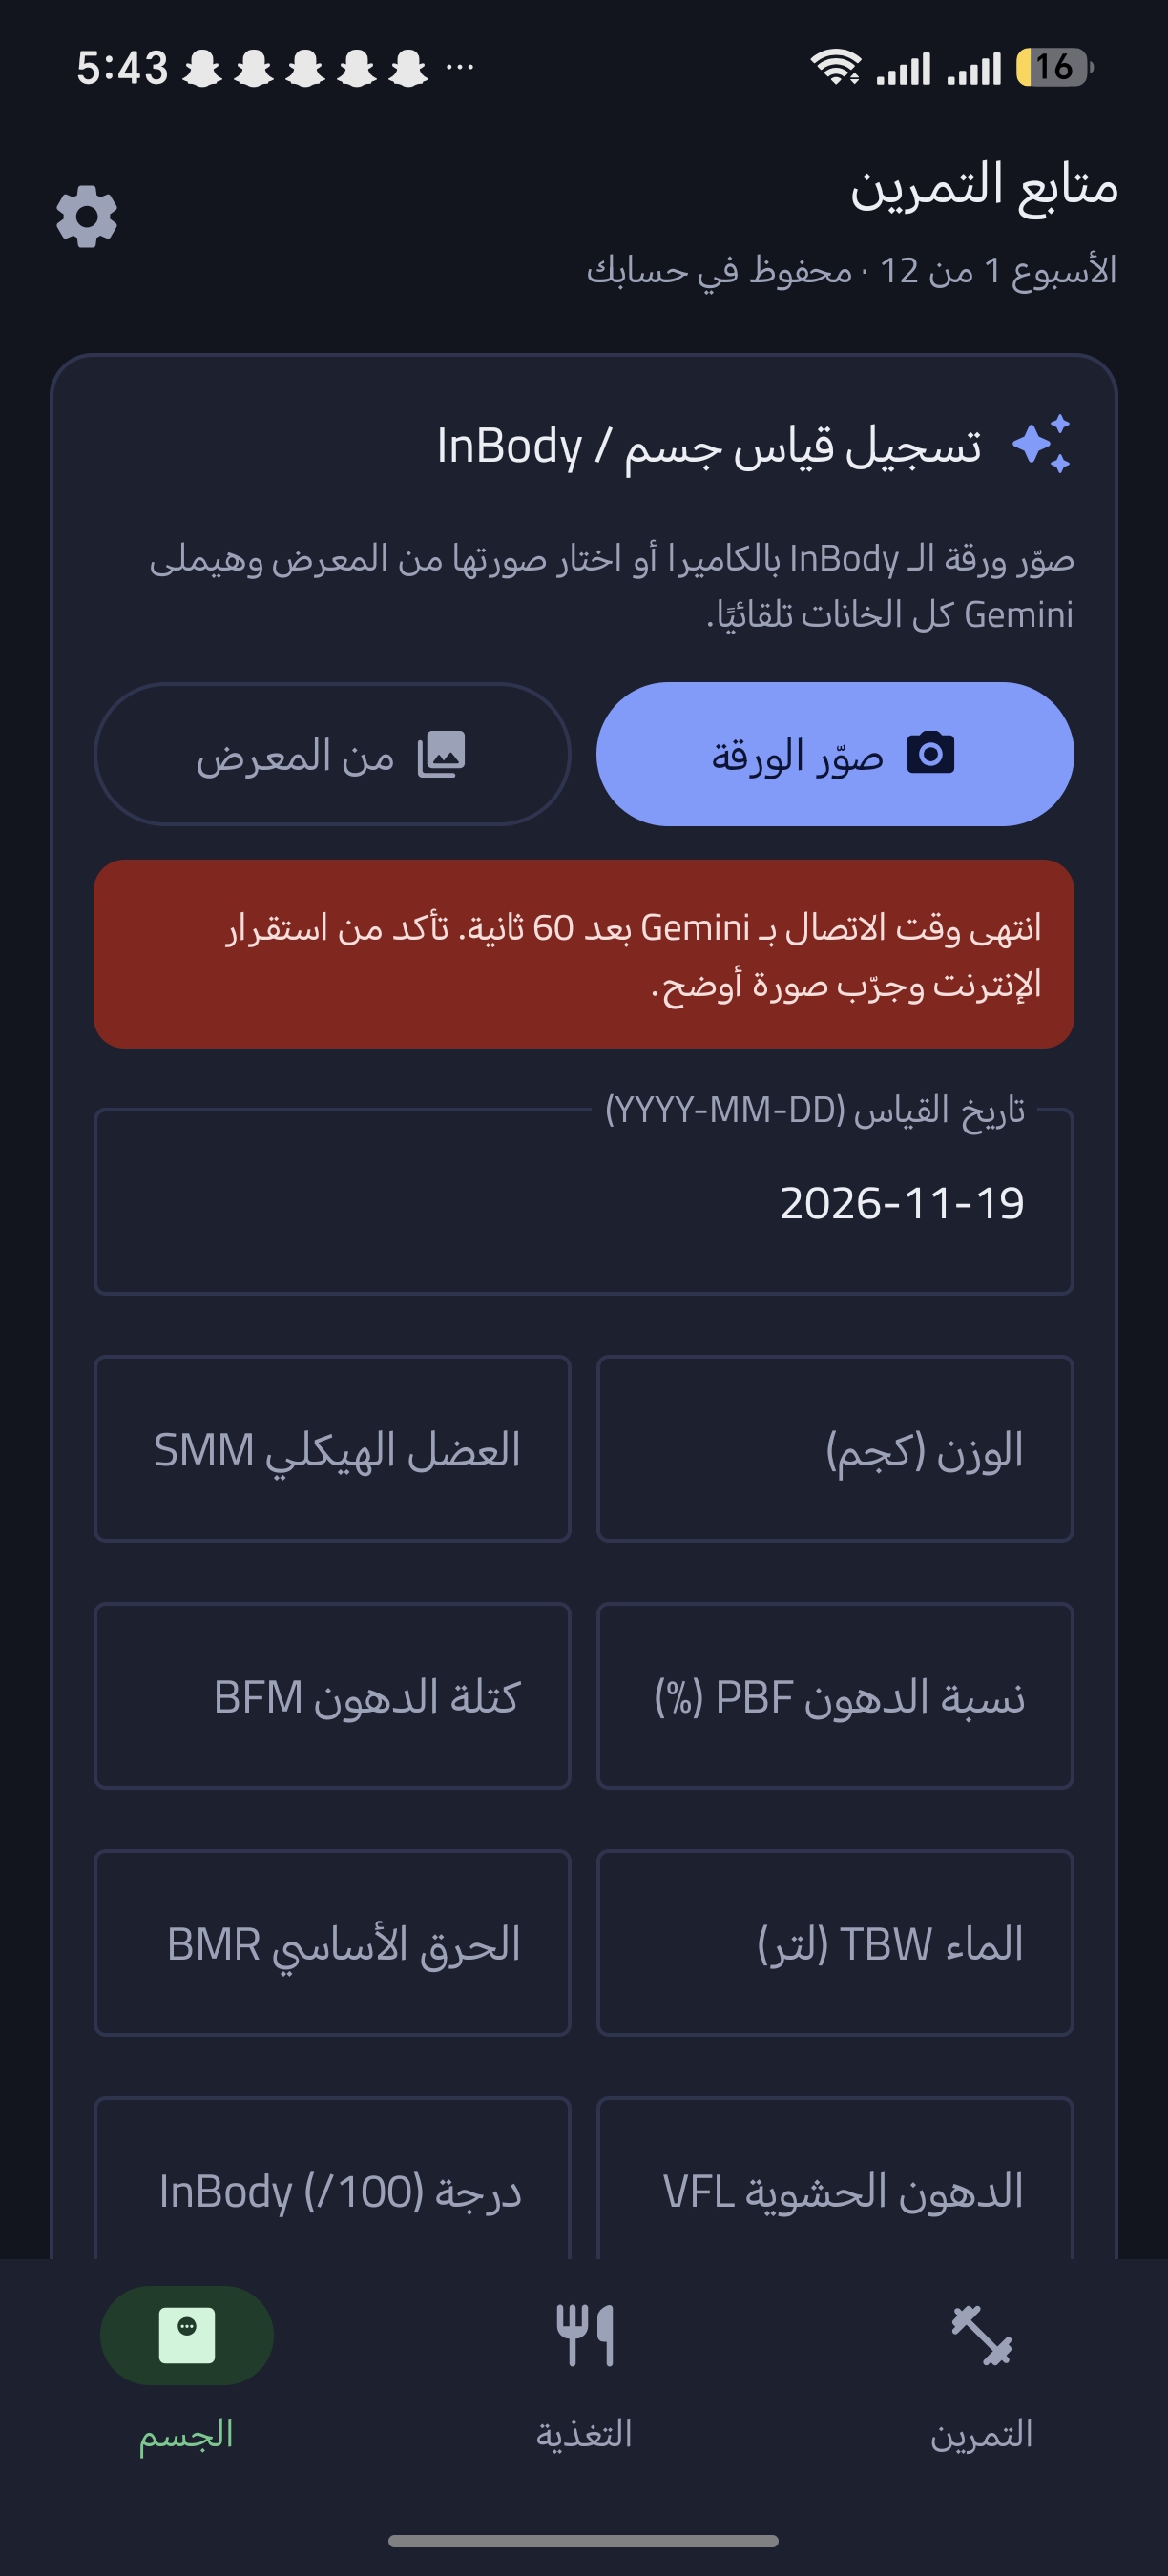 5:43 ...
16
متابع التمرين
الأسبوع 1 من 12 · محفوظ في حسابك
تسجيل قياس جسم / InBody
صوّر ورقة الـ InBody بالكاميرا أو اختار صورتها من المعرض وهيملى
Gemini كل الخانات تلقائيًا.
صوّر الورقة
من المعرض
انتهى وقت الاتصال بـ Gemini بعد 60 ثانية. تأكد من استقرار
الإنترنت وجرّب صورة أوضح.
تاريخ القياس (YYYY-MM-DD)
2026-11-19
الوزن (كجم)
العضل الهيكلي SMM
نسبة الدهون PBF (%)
كتلة الدهون BFM
الماء TBW (لتر)
الحرق الأساسي BMR
الدهون الحشوية VFL
درجة InBody (/100)
التمرين
التغذية
الجسم